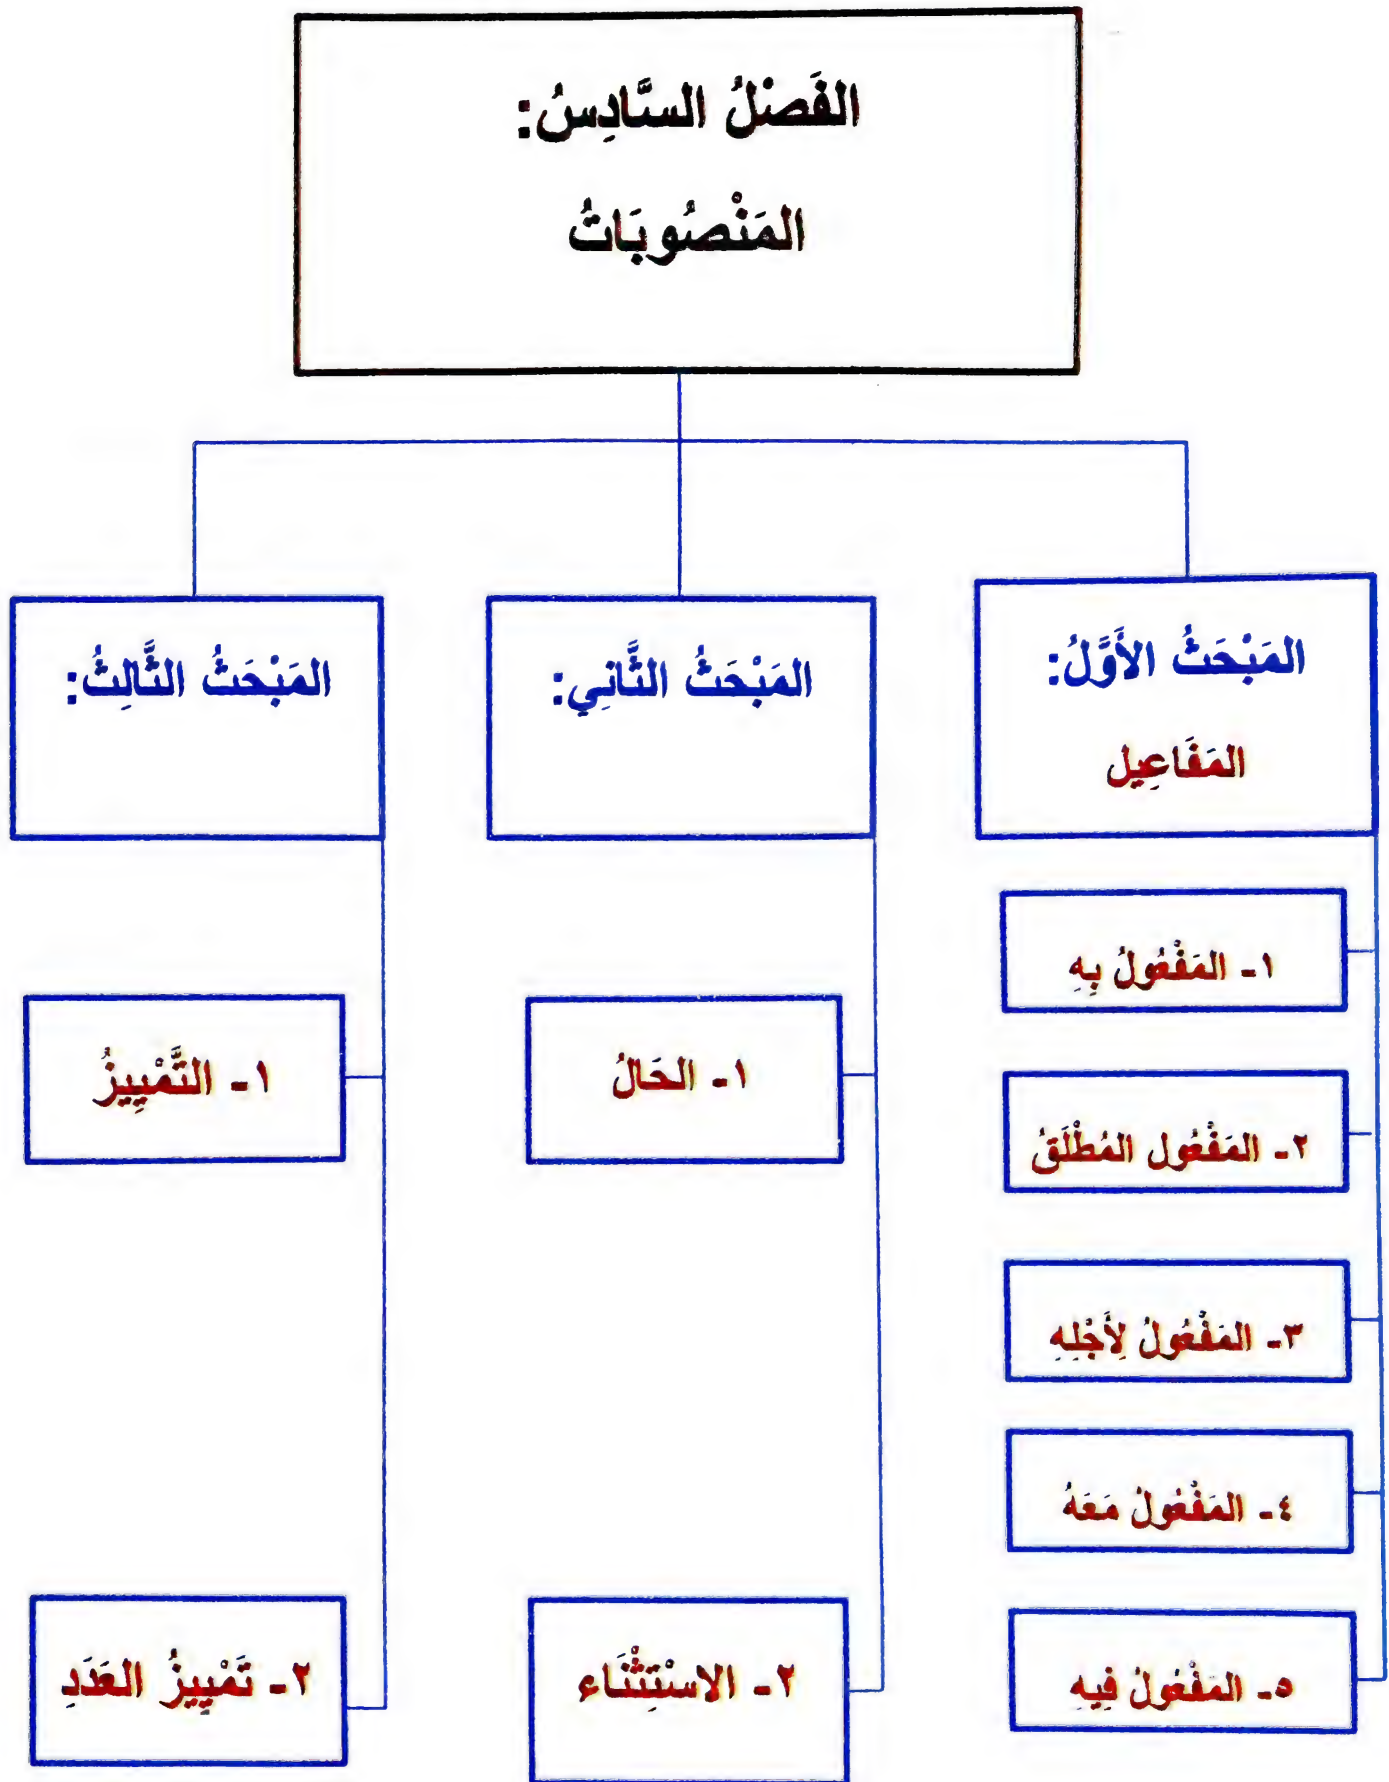 الفَصْلُ السَّادِسُ:
المَنْصُوبَاتُ
المَبْحَثُ الأَوَّلُ:
المَفَاعِيل
١- المَفْعُولُ بِهِ
٢- المَفْعُول المُطْلَقُ
٣- المَفْعُولُ لِأَجْلِهِ
٤- المَفْعُولُ مَعَهُ
٥- المَفْعُولُ فِيهِ
المَبْحَثُ الثَّانِي:
١- الحَالُ
٢- الاسْتِثْنَاء
المَبْحَثُ الثَّالِثُ:
١- التَّمْيِيزُ
٢- تَمْيِيزُ العَدَدِ